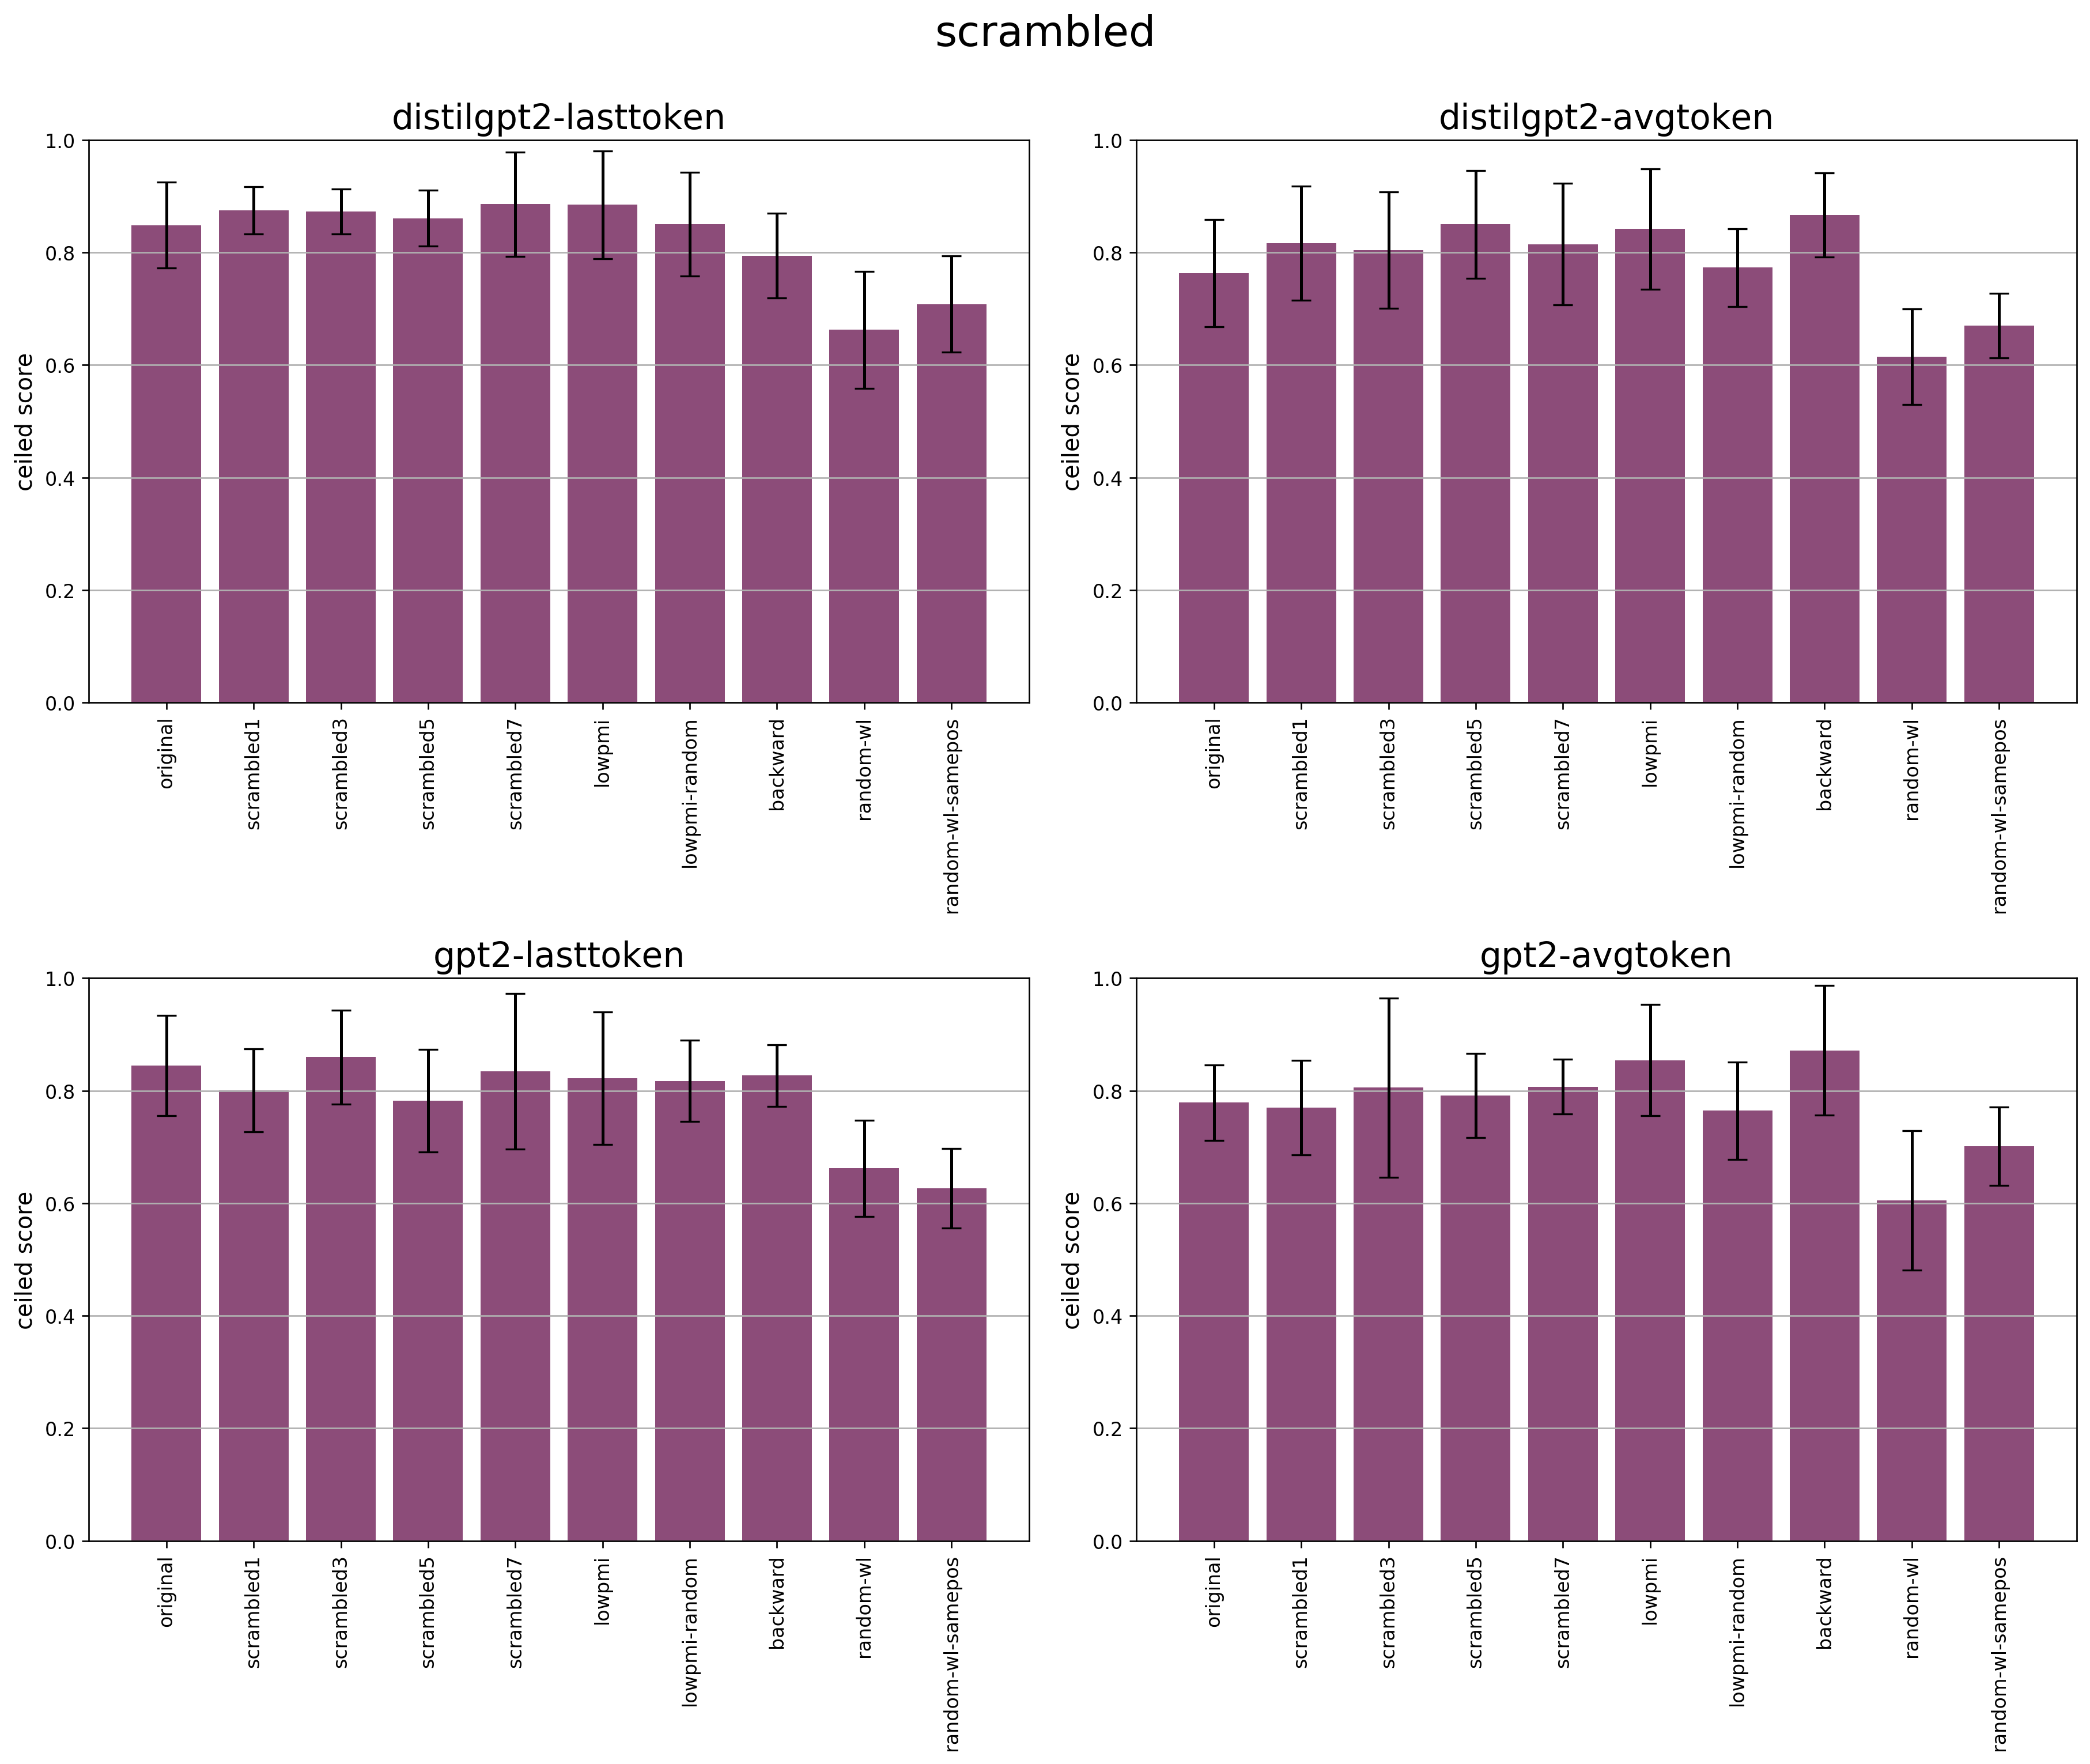 scrambled
distilgpt2-lasttoken
ceiled score
1.0
0.8
0.6
0.4
0.2
0.0
original
scrambled1
scrambled3
scrambled5
scrambled7
lowpmi
lowpmi-random
backward
random-wl
random-wl-samepos
distilgpt2-avgtoken
ceiled score
1.0
0.8
0.6
0.4
0.2
0.0
original
scrambled1
scrambled3
scrambled5
scrambled7
lowpmi
lowpmi-random
backward
random-wl
random-wl-samepos
gpt2-lasttoken
ceiled score
1.0
0.8
0.6
0.4
0.2
0.0
original
scrambled1
scrambled3
scrambled5
scrambled7
lowpmi
lowpmi-random
backward
random-wl
random-wl-samepos
gpt2-avgtoken
ceiled score
1.0
0.8
0.6
0.4
0.2
0.0
original
scrambled1
scrambled3
scrambled5
scrambled7
lowpmi
lowpmi-random
backward
random-wl
random-wl-samepos